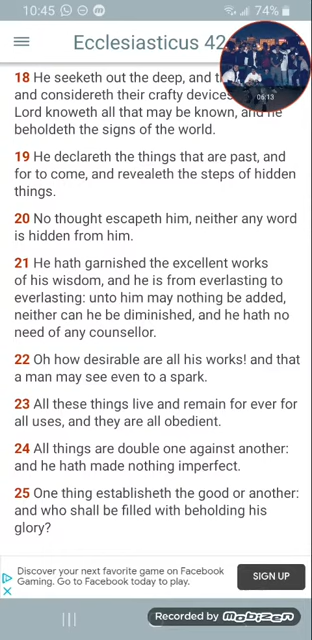 10:45
74%
Ecclesiasticus 42
06:13
18 He seeketh out the deep, and
and considereth their crafty devices
Lord knoweth all that may be known, and he
beholdeth the signs of the world.
19 He declareth the things that are past, and
for to come, and revealeth the steps of hidden
things.
20 No thought escapeth him, neither any word
is hidden from him.
21 He hath garnished the excellent works
of his wisdom, and he is from everlasting to
everlasting: unto him may nothing be added,
neither can he be diminished, and he hath no
need of any counsellor.
22 Oh how desirable are all his works! and that
a man may see even to a spark.
23 All these things live and remain for ever for
all uses, and they are all obedient.
24 All things are double one against another:
and he hath made nothing imperfect.
25 One thing establisheth the good or another:
and who shall be filled with beholding his
glory?
Discover your next favorite game on Facebook
Gaming. Go to Facebook today to play.
SIGN UP
Recorded by Mobizen